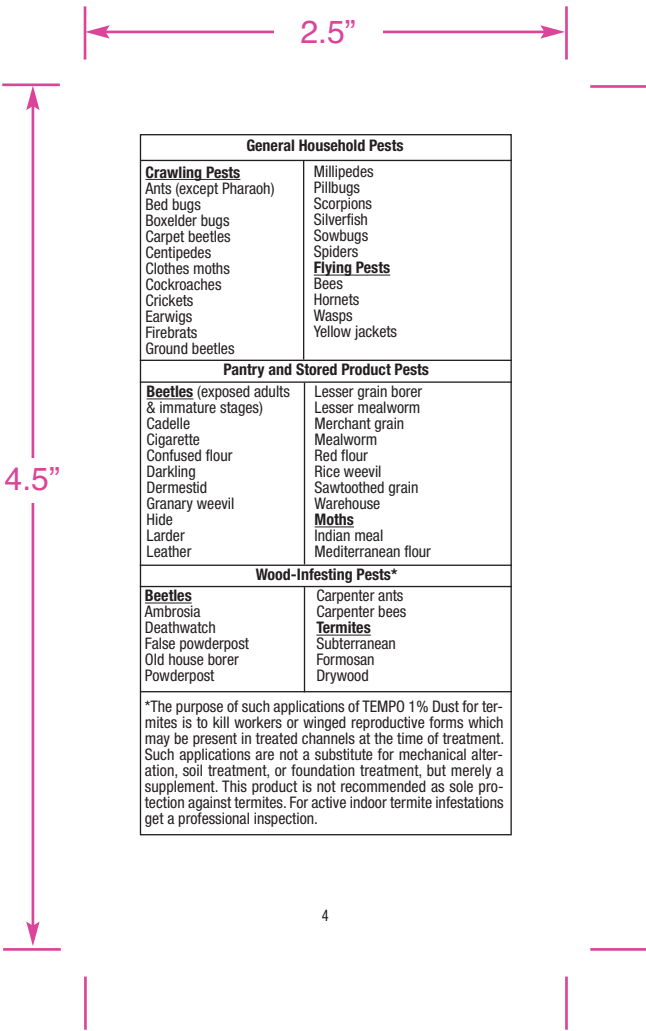 2.5”
4.5”
General Household Pests
Crawling Pests
Ants (except Pharaoh)
Bed bugs
Boxelder bugs
Carpet beetles
Centipedes
Clothes moths
Cockroaches
Crickets
Earwigs
Firebrats
Ground beetles
Millipedes
Pillbugs
Scorpions
Silverfish
Sowbugs
Spiders
Flying Pests
Bees
Hornets
Wasps
Yellow jackets
Pantry and Stored Product Pests
Beetles (exposed adults
& immature stages)
Cadelle
Cigarette
Confused flour
Darkling
Dermestid
Granary weevil
Hide
Larder
Leather
Lesser grain borer
Lesser mealworm
Merchant grain
Mealworm
Red flour
Rice weevil
Sawtoothed grain
Warehouse
Moths
Indian meal
Mediterranean flour
Wood-Infesting Pests*
Beetles
Ambrosia
Deathwatch
False powderpost
Old house borer
Powderpost
Carpenter ants
Carpenter bees
Termites
Subterranean
Formosan
Drywood
*The purpose of such applications of TEMPO 1% Dust for ter-
mites is to kill workers or winged reproductive forms which
may be present in treated channels at the time of treatment.
Such applications are not a substitute for mechanical alter-
ation, soil treatment, or foundation treatment, but merely a
supplement. This product is not recommended as sole pro-
tection against termites. For active indoor termite infestations
get a professional inspection.
4